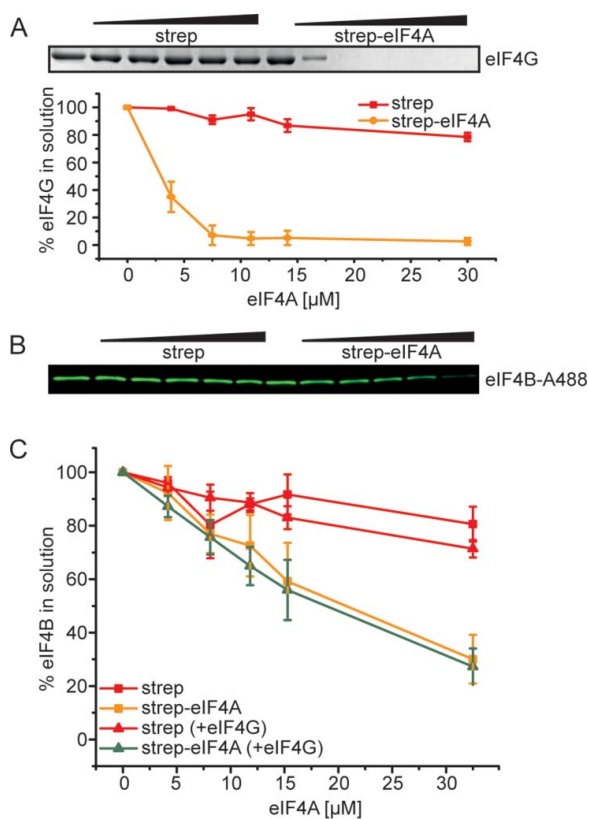 A
strep strep-eIF4A
eIF4G
100
80
60
40
20
0
% eIF4G in solution
strep
strep-eIF4A
0 5 10 15 20 25 30
eIF4A [µM]
B
strep strep-eIF4A
eIF4B-A488
C
100
80
60
40
20
0
% eIF4B in solution
strep
strep-eIF4A
strep (+eIF4G)
strep-eIF4A (+eIF4G)
0 5 10 15 20 25 30
eIF4A [µM]